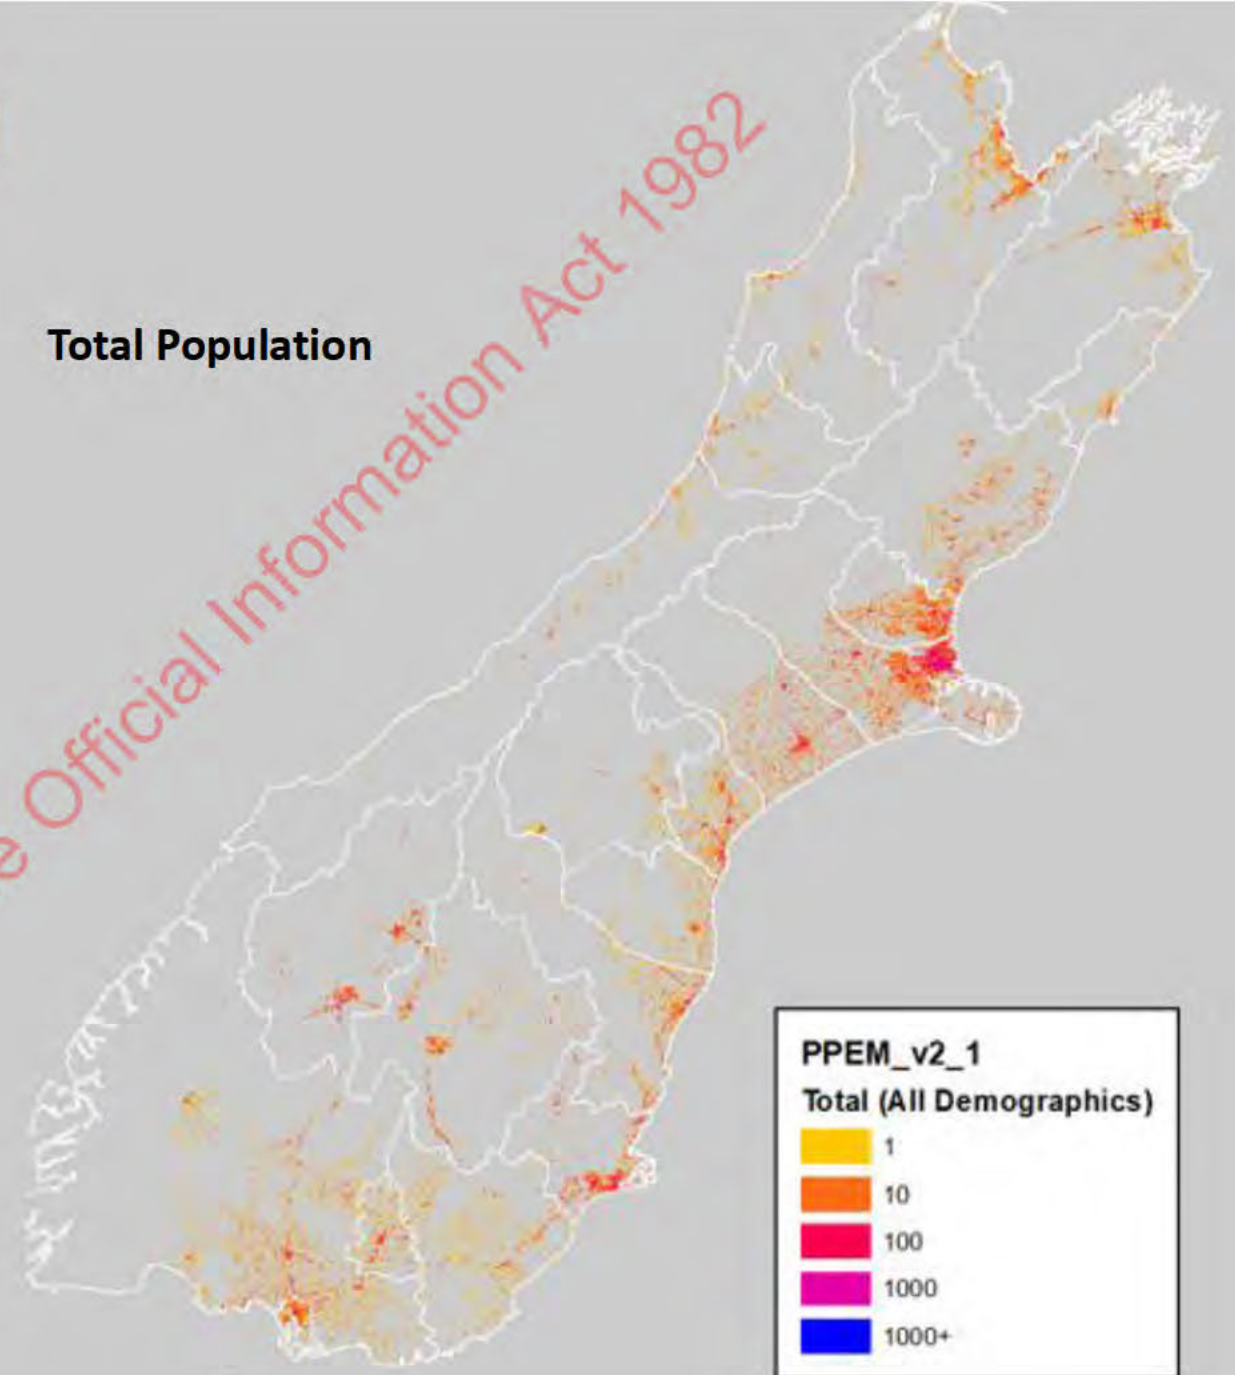 e Official Information Act 1982
Total Population
PPEM_v2_1
Total (All Demographics)
1
10
100
1000
1000+